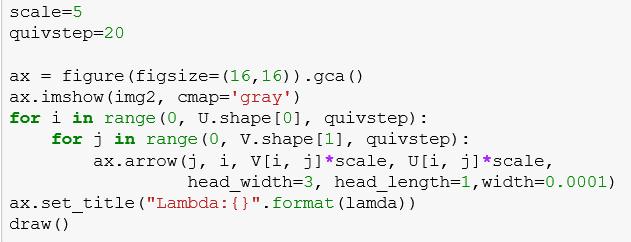 scale=5
quivstep=20

ax = figure(figsize=(16,16)).gca()
ax.imshow(img2, cmap='gray')
for i in range(0, U.shape[0], quivstep):
    for j in range(0, V.shape[1], quivstep):
        ax.arrow(j, i, V[i, j]*scale, U[i, j]*scale,
                 head_width=3, head_length=1,width=0.0001)
ax.set_title("Lambda:{}".format(lamda))
draw()